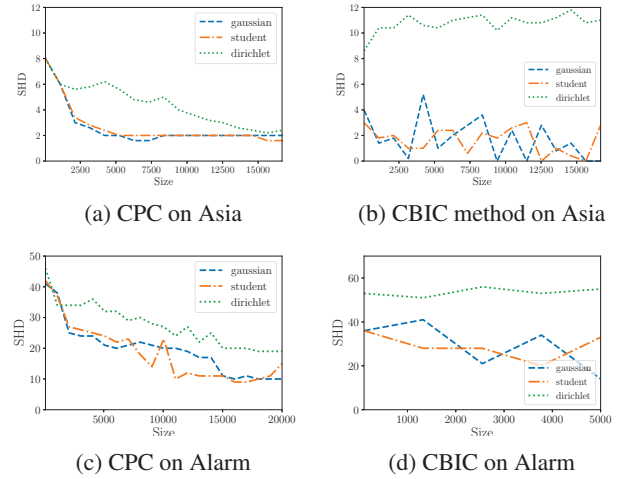 12
10
8
6
4
2
0
SHD
gaussian
student
dirichlet
2500 5000 7500 10000 12500 15000
Size
(a) CPC on Asia
12
10
8
6
4
2
0
SHD
gaussian
student
dirichlet
2500 5000 7500 10000 12500 15000
Size
(b) CBIC method on Asia
50
40
30
20
10
0
SHD
gaussian
student
dirichlet
5000 10000 15000 20000
Size
(c) CPC on Alarm
60
40
20
0
SHD
gaussian
student
dirichlet
1000 2000 3000 4000 5000
Size
(d) CBIC on Alarm